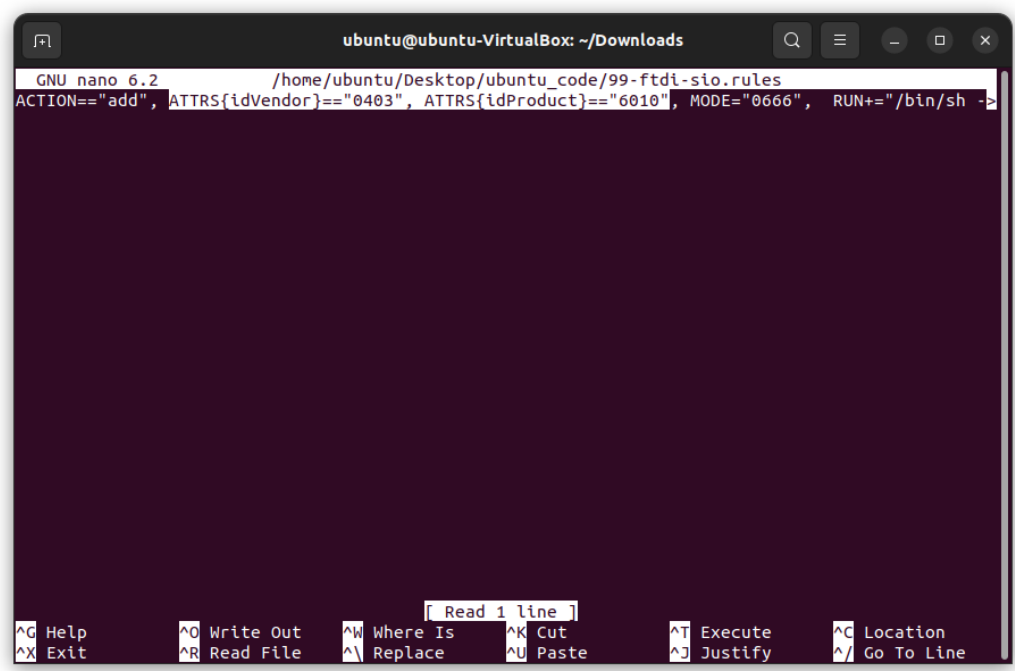 ubuntu@ubuntu-VirtualBox: ~/Downloads
GNU nano 6.2 /home/ubuntu/Desktop/ubuntu_code/99-ftdi-sio.rules
ACTION=="add", ATTRS{idVendor}=="0403", ATTRS{idProduct}=="6010", MODE="0666",  RUN+="/bin/sh ->
[ Read 1 line ]
^G Help ^O Write Out ^W Where Is ^K Cut ^T Execute ^C Location
^X Exit ^R Read File ^\ Replace ^U Paste ^J Justify ^/ Go To Line